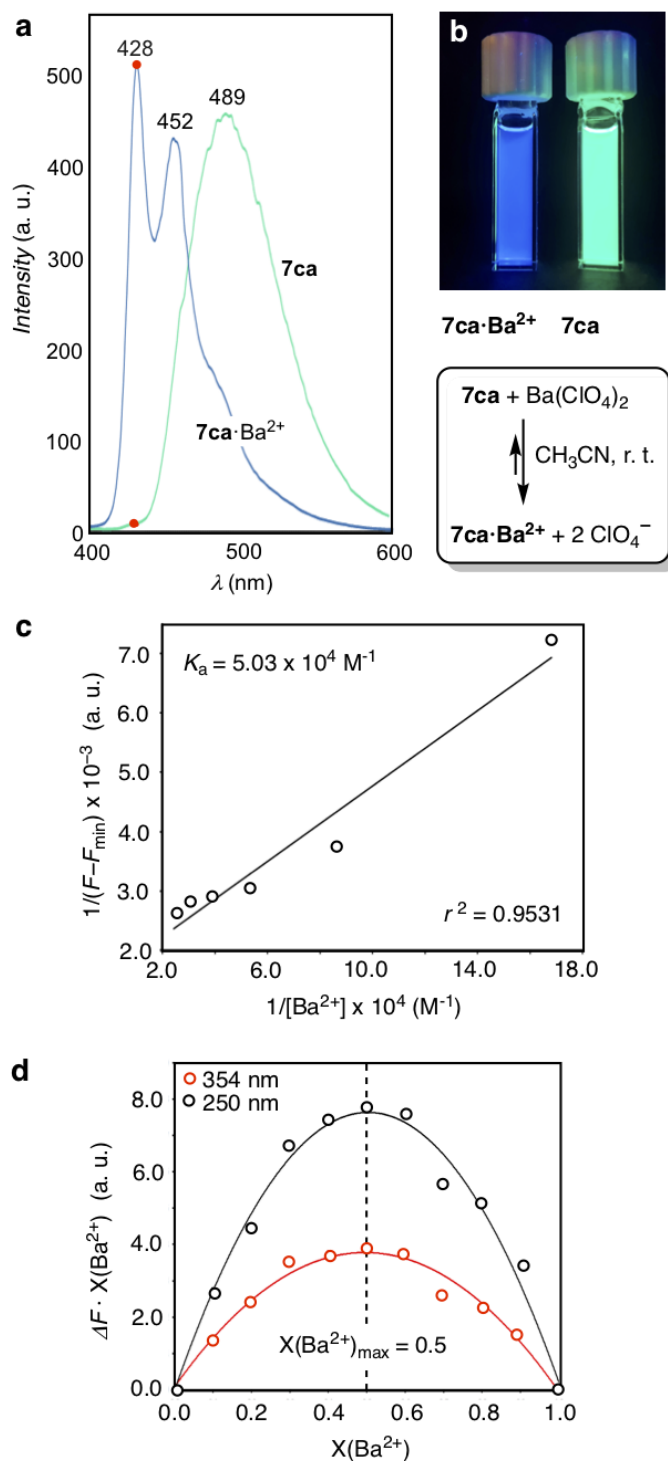 a
428
452
489
500
400
300
200
100
0
Intensity (a. u.)
7ca
7ca·Ba²⁺
400
500
600
λ (nm)
b
7ca·Ba²⁺ 7ca
7ca + Ba(ClO₄)₂
CH₃CN, r. t.
7ca·Ba²⁺ + 2 ClO₄⁻
c
Kₐ = 5.03 x 10⁴ M⁻¹
7.0
6.0
5.0
4.0
3.0
2.0
1/(F−Fmin) x 10⁻³ (a. u.)
r² = 0.9531
2.0
6.0
10.0
14.0
18.0
1/[Ba²⁺] x 10⁴ (M⁻¹)
d
354 nm
250 nm
8.0
6.0
4.0
2.0
0.0
ΔF · X(Ba²⁺) (a. u.)
X(Ba²⁺)max = 0.5
0.0
0.2
0.4
0.6
0.8
1.0
X(Ba²⁺)